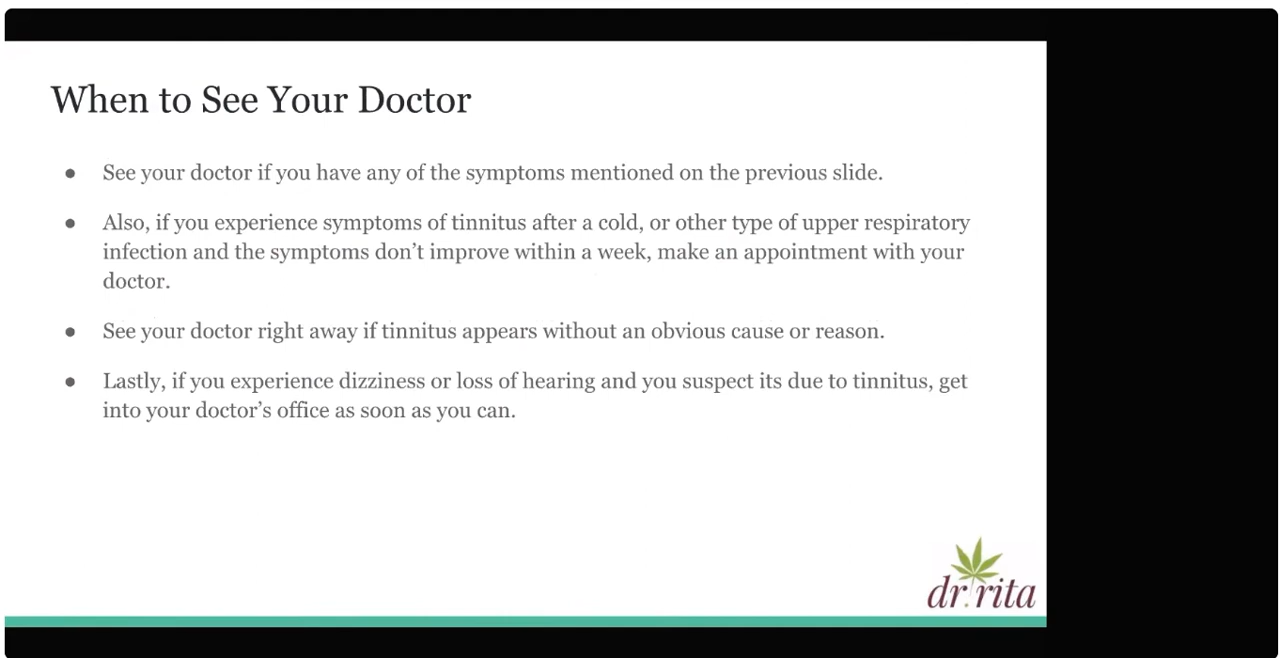 When to See Your Doctor
● See your doctor if you have any of the symptoms mentioned on the previous slide.
● Also, if you experience symptoms of tinnitus after a cold, or other type of upper respiratory
infection and the symptoms don’t improve within a week, make an appointment with your
doctor.
● See your doctor right away if tinnitus appears without an obvious cause or reason.
● Lastly, if you experience dizziness or loss of hearing and you suspect its due to tinnitus, get
into your doctor’s office as soon as you can.
dr.rita